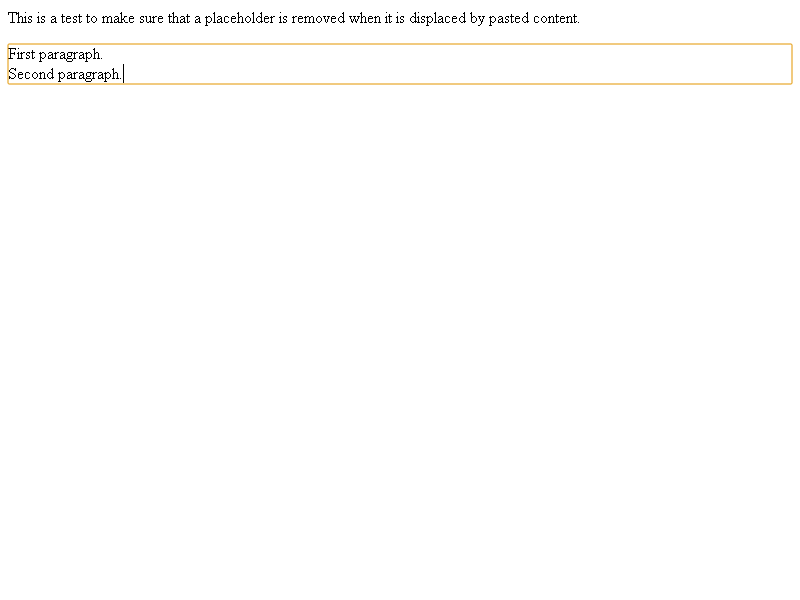 This is a test to make sure that a placeholder is removed when it is displaced by pasted content.
First paragraph.
Second paragraph.